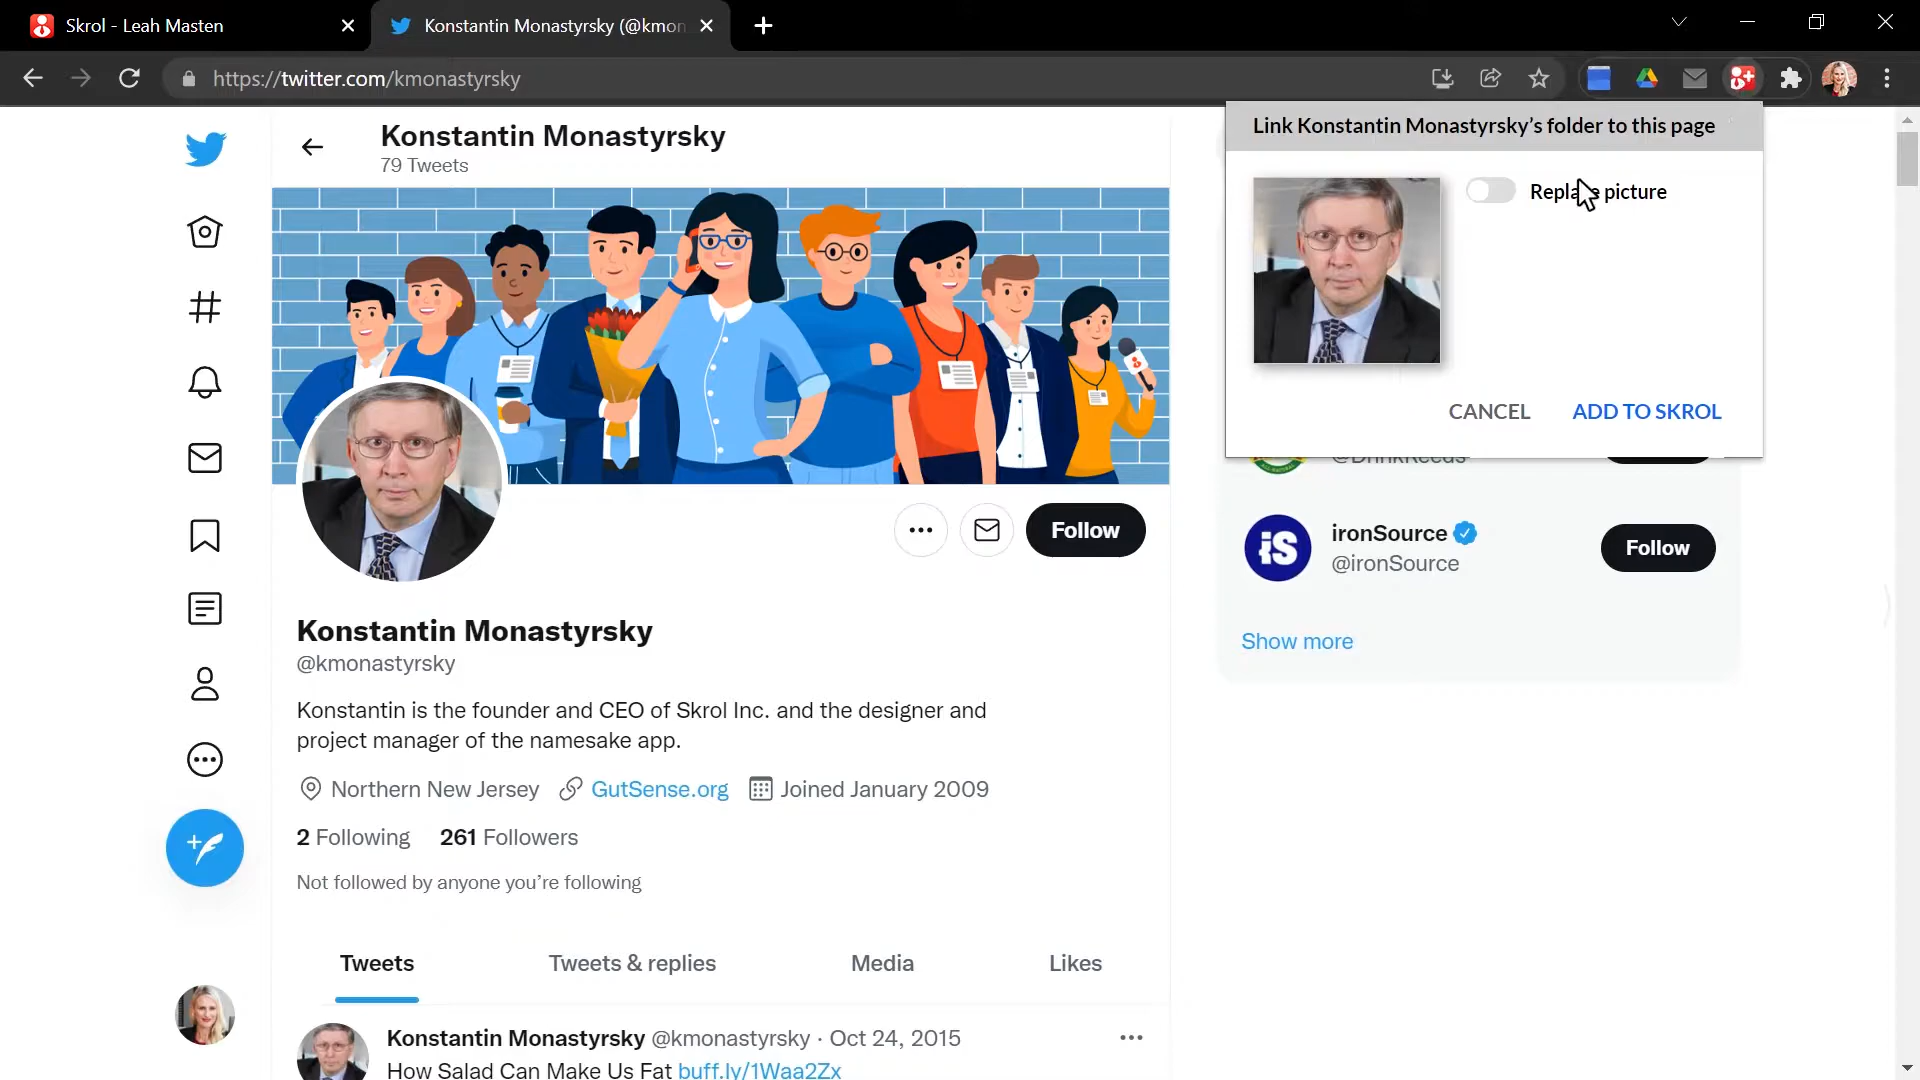 Skrol - Leah Masten
Konstantin Monastyrsky (@kmon
https://twitter.com/kmonastyrsky
Link Konstantin Monastyrsky's folder to this page
Replace picture
CANCEL
ADD TO SKROL
Konstantin Monastyrsky
79 Tweets
Follow
@DrinkReeds
ironSource
@ironSource
Follow
Show more
Konstantin Monastyrsky
@kmonastyrsky
Konstantin is the founder and CEO of Skrol Inc. and the designer and
project manager of the namesake app.
Northern New Jersey GutSense.org Joined January 2009
2 Following 261 Followers
Not followed by anyone you're following
Tweets Tweets & replies Media Likes
Konstantin Monastyrsky @kmonastyrsky · Oct 24, 2015
How Salad Can Make Us Fat buff.ly/1Waa2Zx